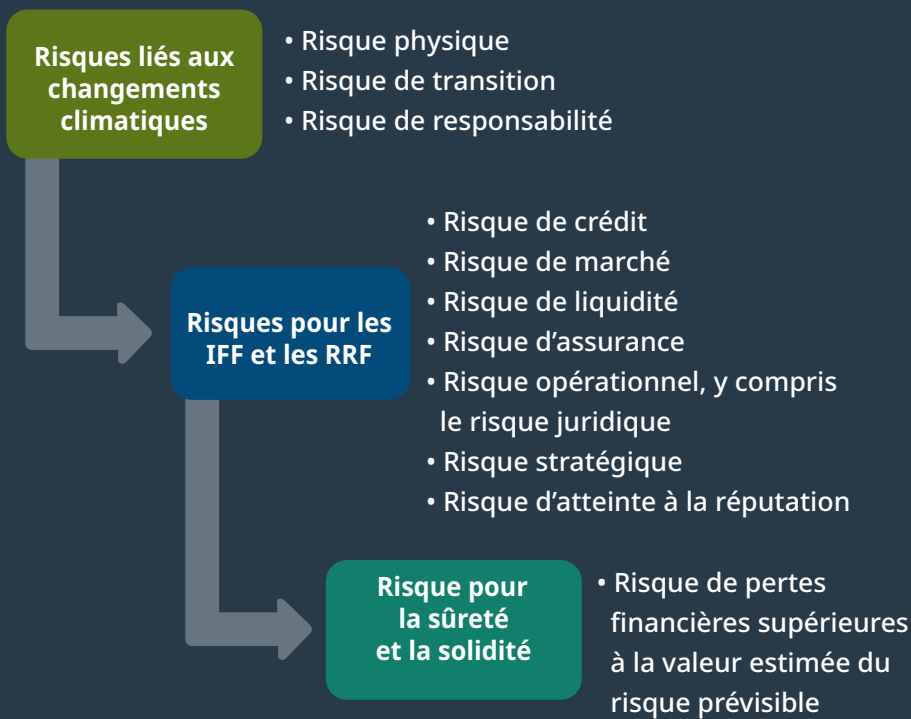 Risques liés aux
changements
climatiques
• Risque physique
• Risque de transition
• Risque de responsabilité
Risques pour les
IFF et les RRF
• Risque de crédit
• Risque de marché
• Risque de liquidité
• Risque d’assurance
• Risque opérationnel, y compris
le risque juridique
• Risque stratégique
• Risque d’atteinte à la réputation
Risque pour
la sûreté
et la solidité
• Risque de pertes
financières supérieures
à la valeur estimée du
risque prévisible